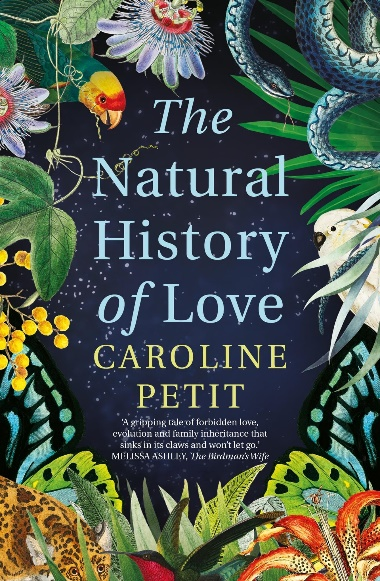 The
Natural
History
of Love
CAROLINE
PETIT
'A gripping tale of forbidden love,
evolution and family inheritance that
sinks in its claws and won't let go.'
MELISSA ASHLEY, The Birdman's Wife